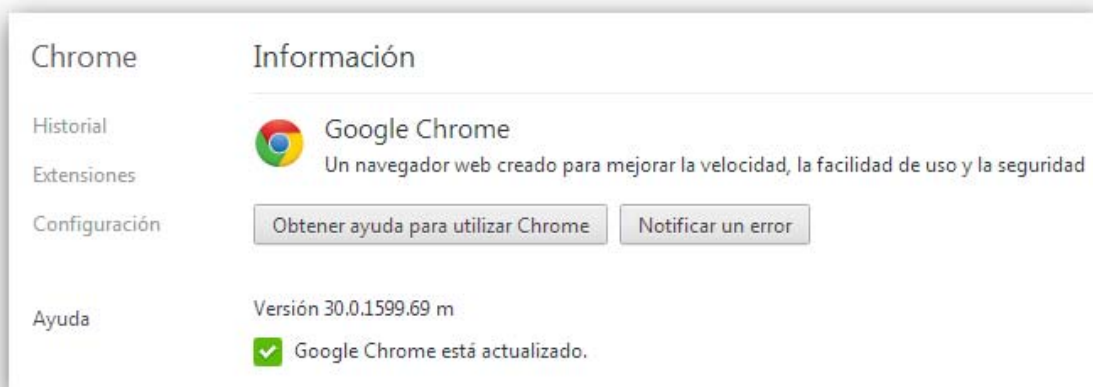 Chrome
Información
Historial
Google Chrome
Un navegador web creado para mejorar la velocidad, la facilidad de uso y la seguridad
Extensiones
Configuración
Obtener ayuda para utilizar Chrome
Notificar un error
Ayuda
Versión 30.0.1599.69 m
Google Chrome está actualizado.